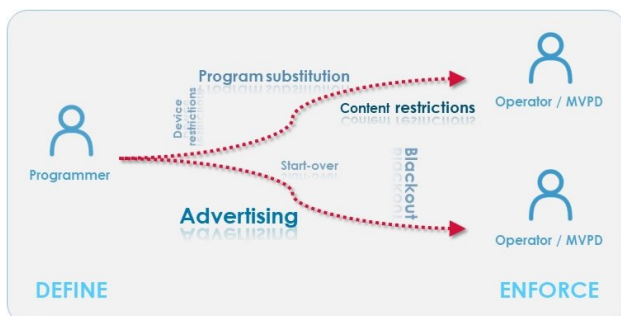 Program substitution
Device
restrictions
Content restrictions
Operator / MVPD
Programmer
Start-over
Blackout
Advertising
Operator / MVPD
DEFINE
ENFORCE